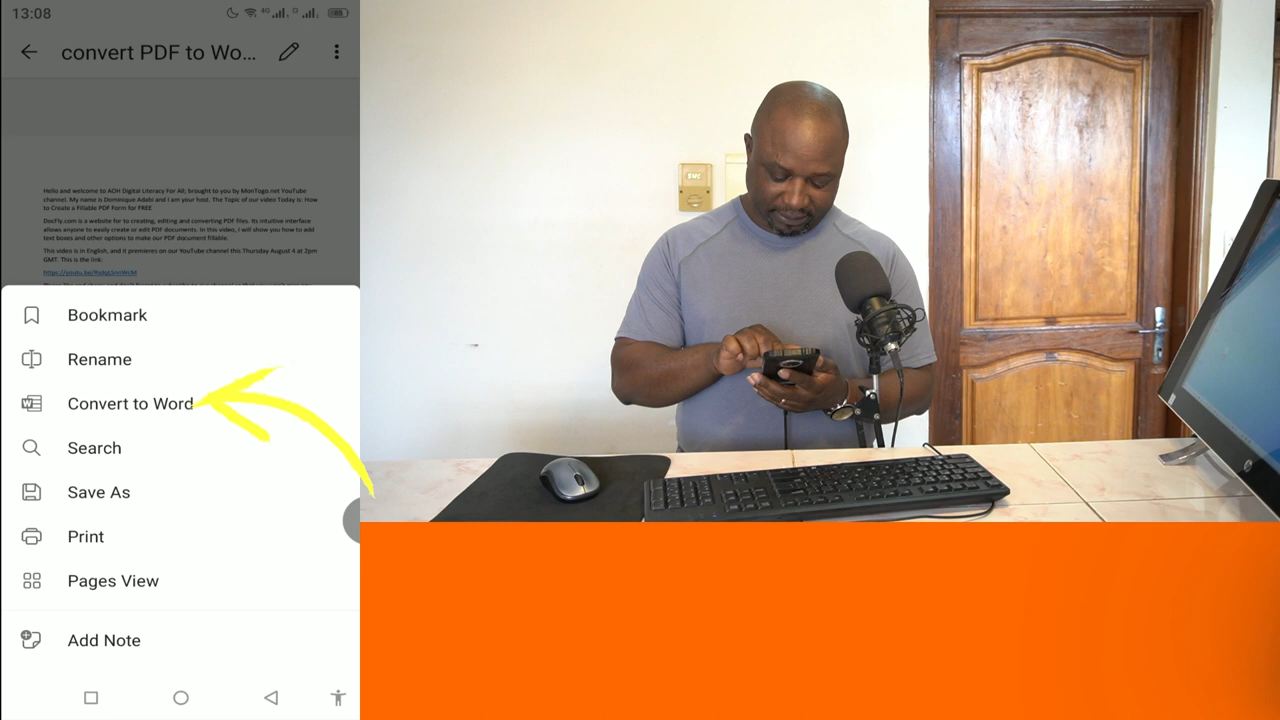 13:08
4G
convert PDF to Wo...
Hello and welcome to AOH Digital Literacy For All; brought to you by MonTogo.net YouTube
channel. My name is Dominique Adabi and I am your host. The Topic of our video Today is: How
to Create a Fillable PDF Form for FREE
DocFly.com is a website for to creating, editing and converting PDF files. Its intuitive interface
allows anyone to easily create or edit PDF documents. In this video, I will show you how to add
text boxes and other options to make our PDF document fillable.
This video is in English, and it premieres on our YouTube channel this Thursday August 4 at 2pm
GMT. This is the link:
Bookmark
Rename
Convert to Word
Search
Save As
Print
Pages View
Add Note